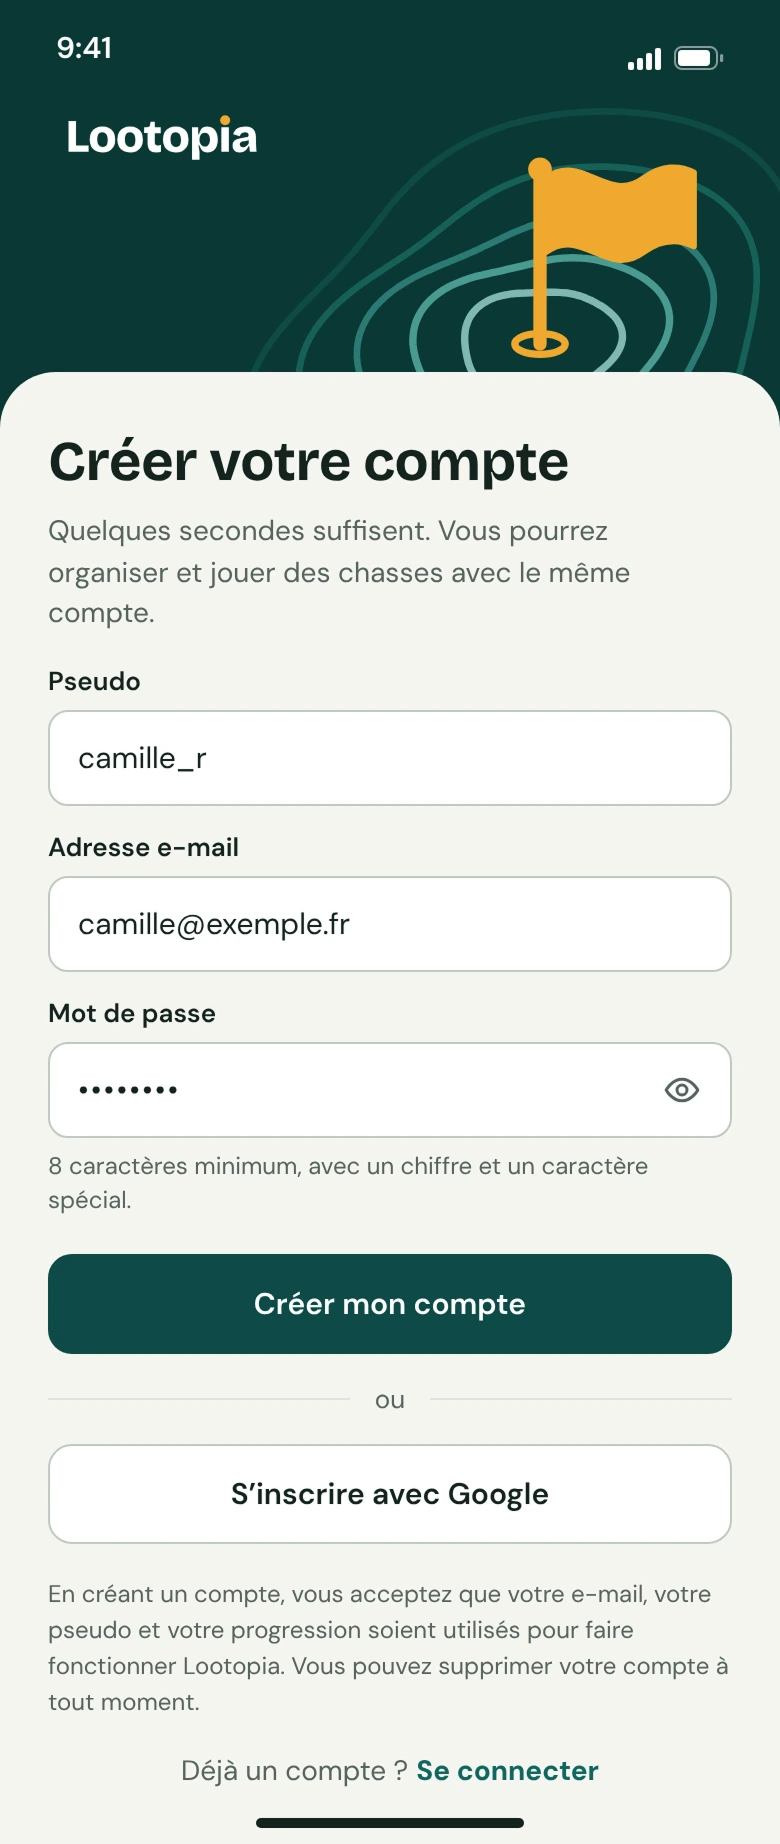 9:41
Lootopia
Créer votre compte
Quelques secondes suffisent. Vous pourrez
organiser et jouer des chasses avec le même
compte.
Pseudo
camille_r
Adresse e-mail
camille@exemple.fr
Mot de passe
••••••••
8 caractères minimum, avec un chiffre et un caractère
spécial.
Créer mon compte
ou
S’inscrire avec Google
En créant un compte, vous acceptez que votre e-mail, votre
pseudo et votre progression soient utilisés pour faire
fonctionner Lootopia. Vous pouvez supprimer votre compte à
tout moment.
Déjà un compte ? Se connecter